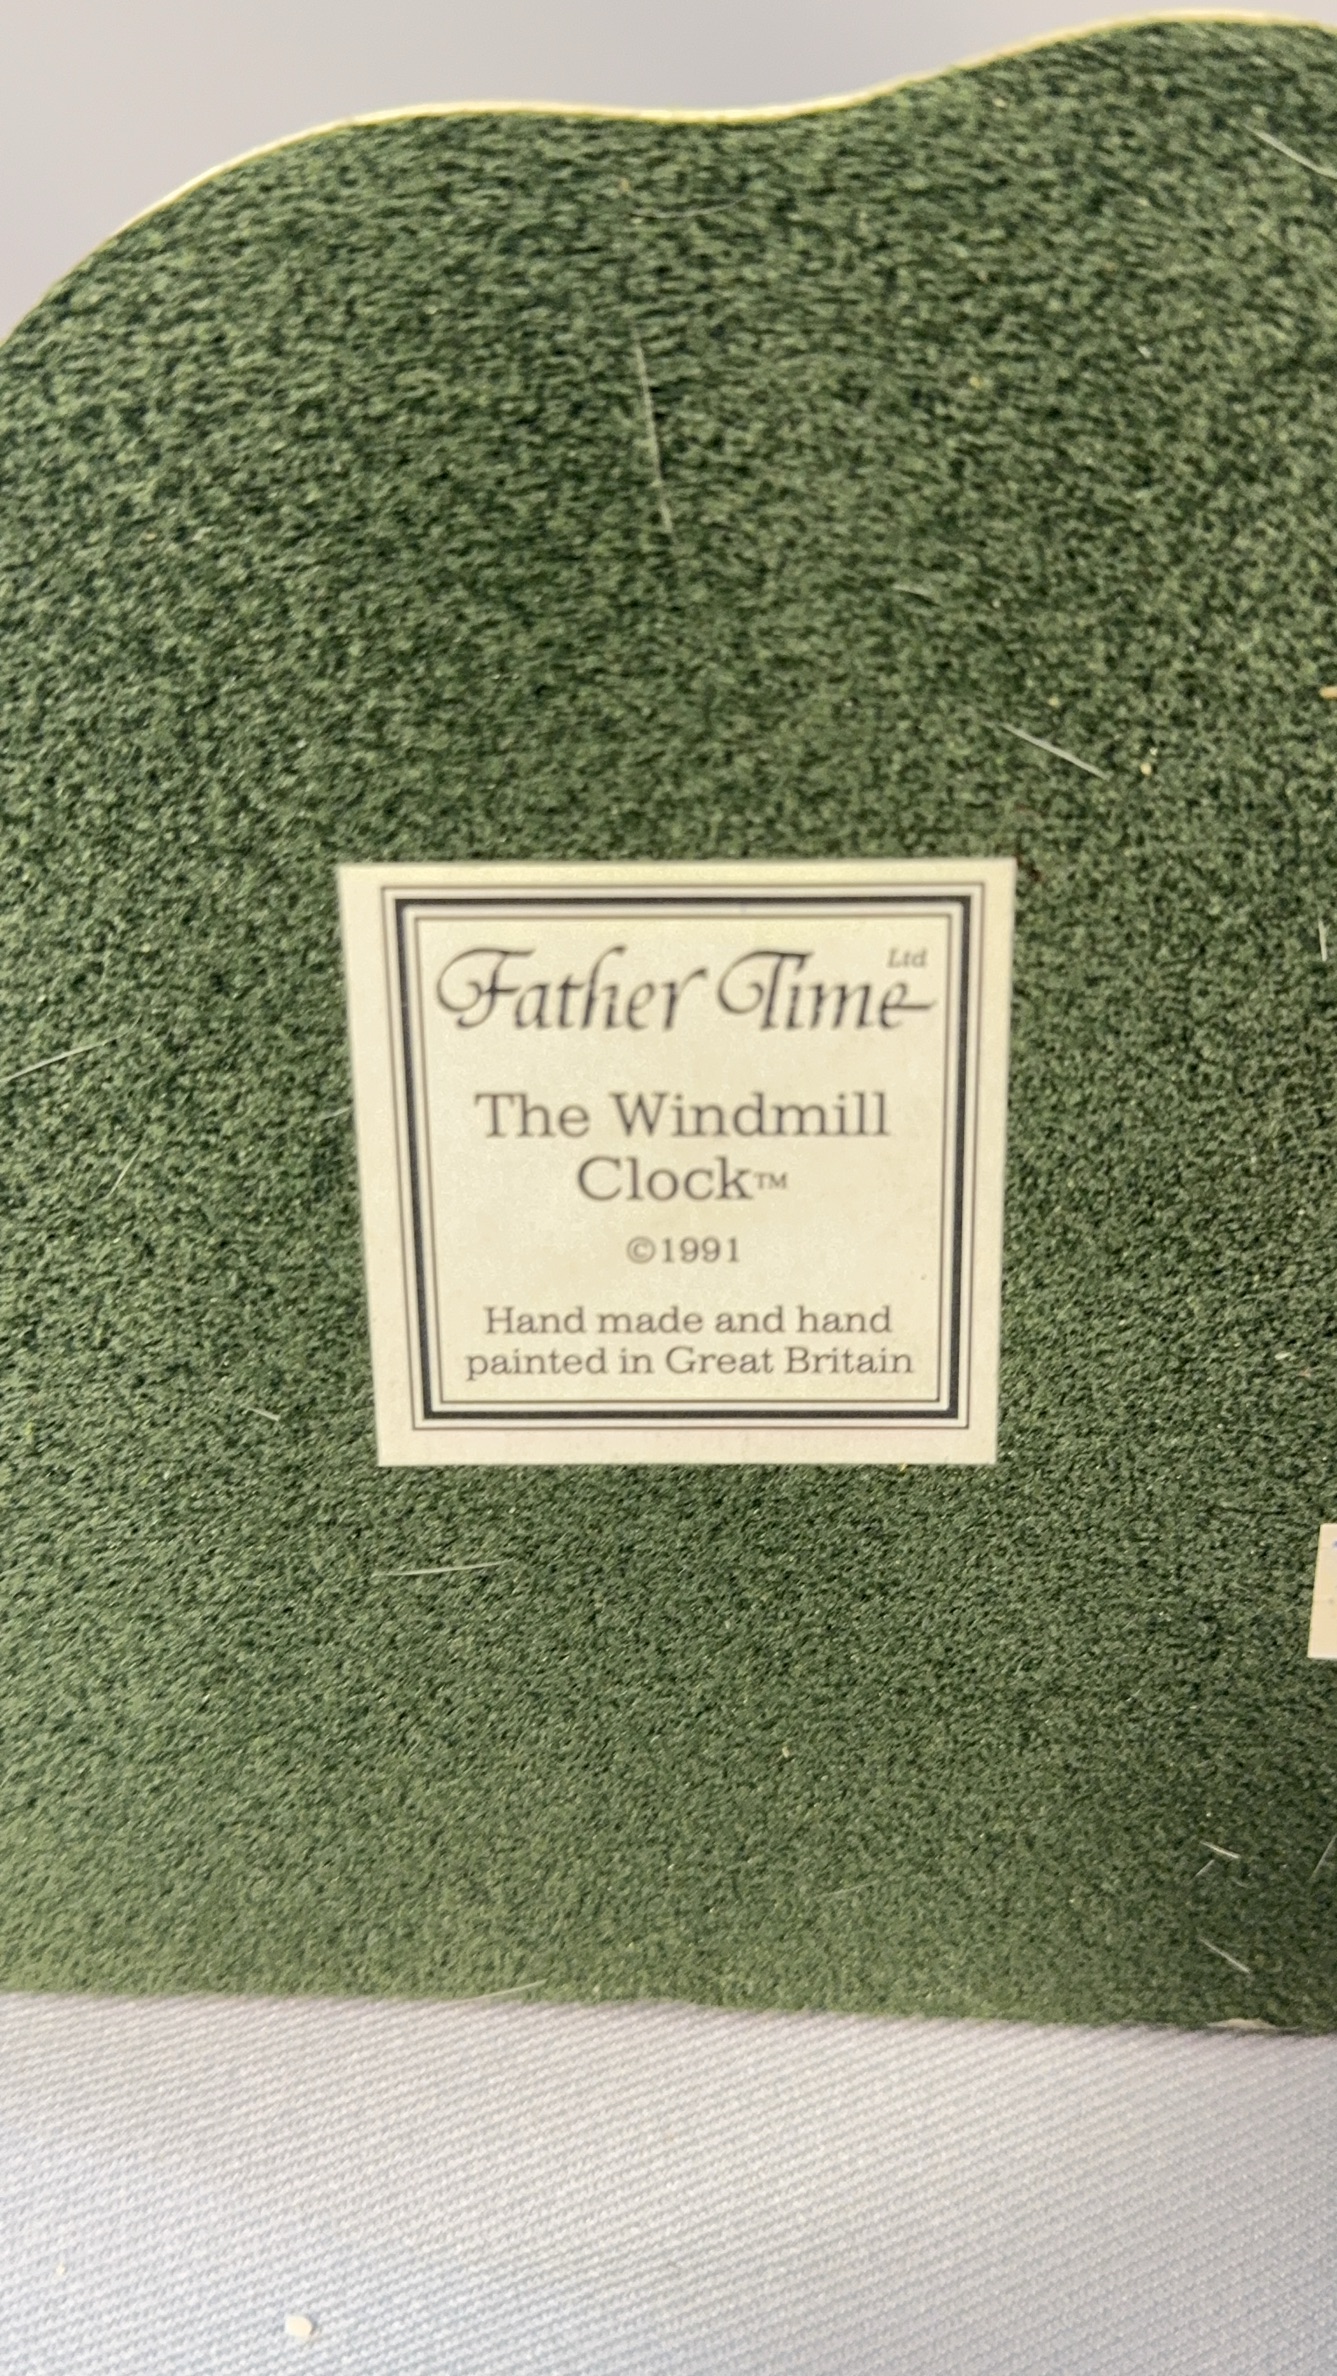 Father Time Ltd
The Windmill
Clock™
©1991
Hand made and hand
painted in Great Britain